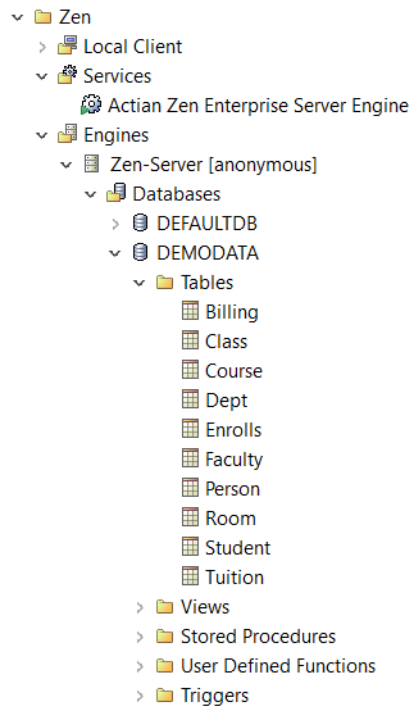 Zen
Local Client
Services
Actian Zen Enterprise Server Engine
Engines
Zen-Server [anonymous]
Databases
DEFAULTDB
DEMODATA
Tables
Billing
Class
Course
Dept
Enrolls
Faculty
Person
Room
Student
Tuition
Views
Stored Procedures
User Defined Functions
Triggers